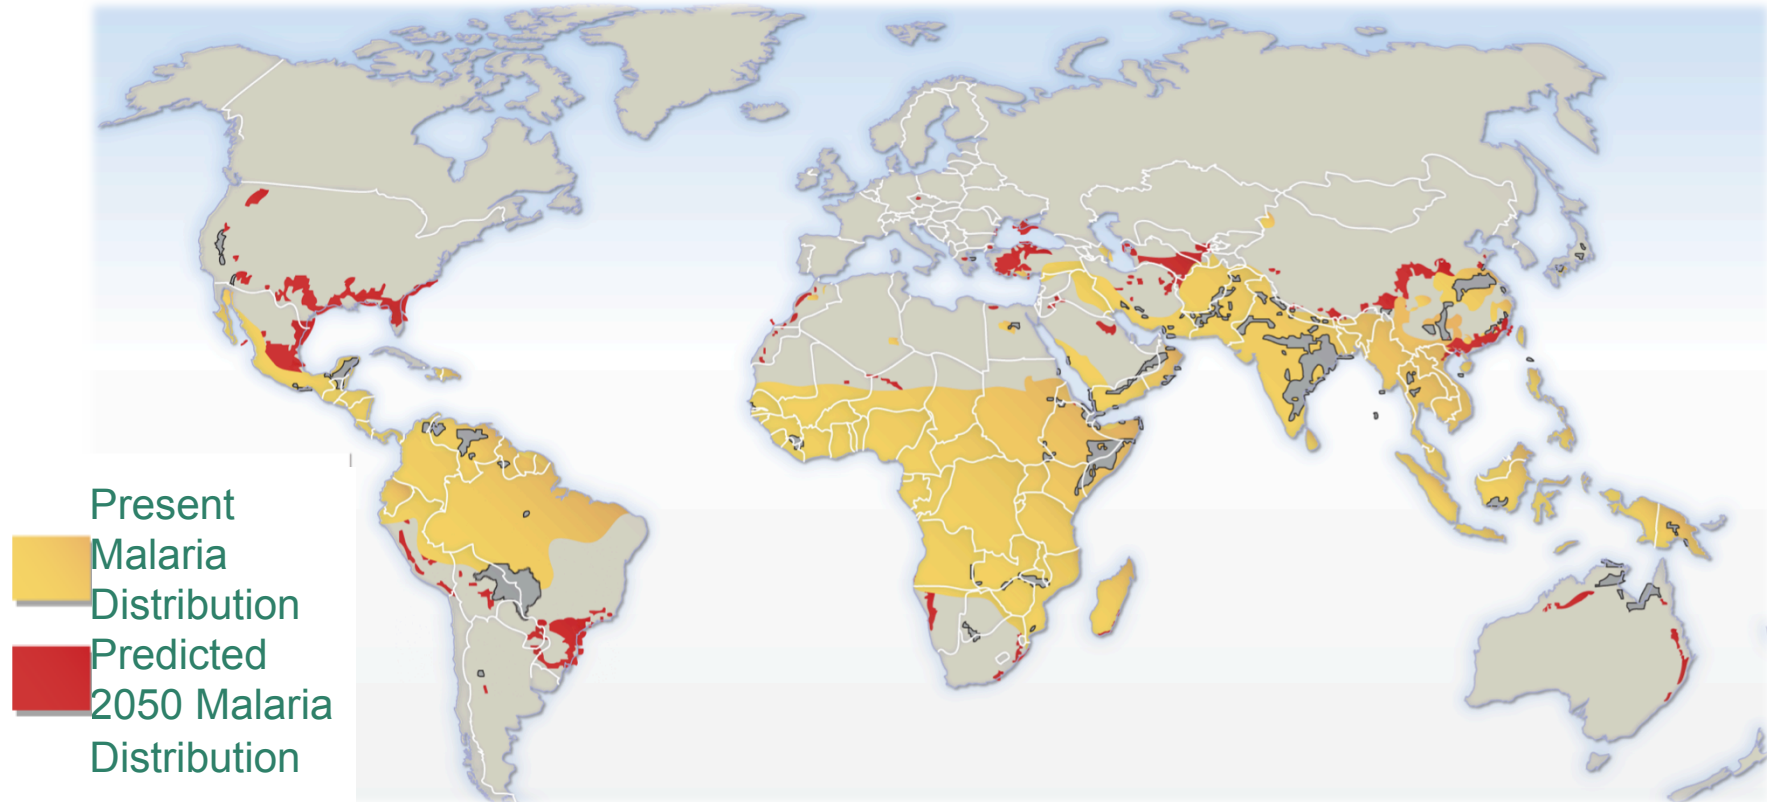 Present
Malaria
Distribution
Predicted
2050 Malaria
Distribution